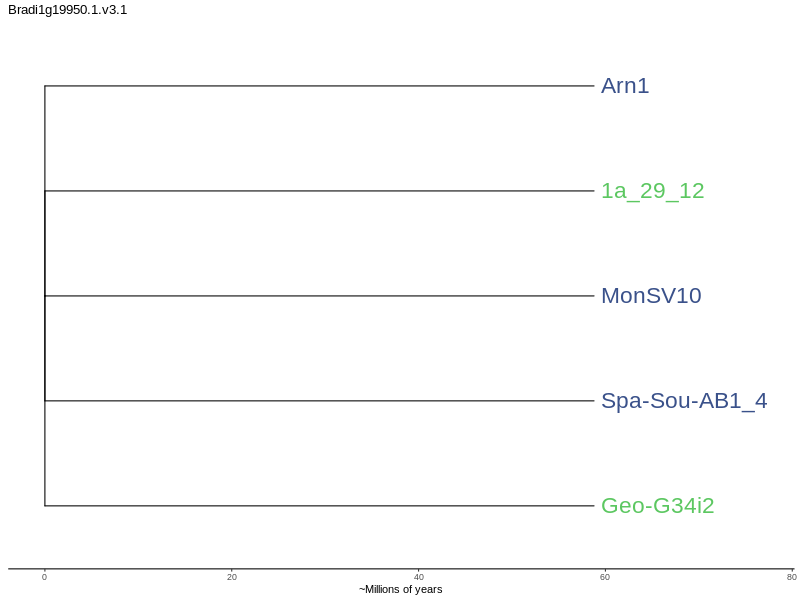 Bradi1g19950.1.v3.1
Arn1
1a_29_12
MonSV10
Spa-Sou-AB1_4
Geo-G34i2
0 20 40 60 80
~Millions of years